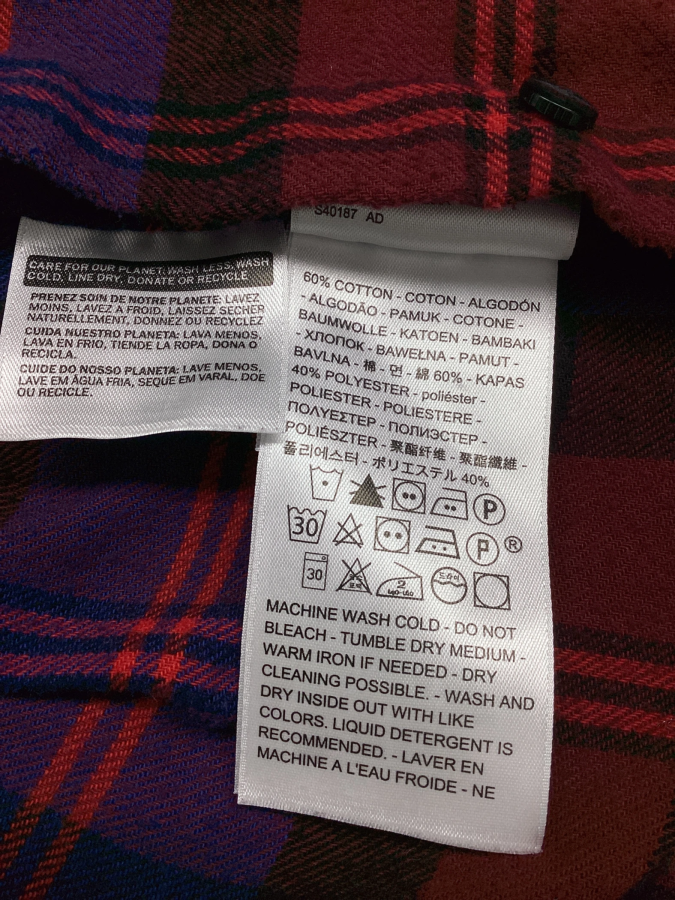 S40187 AD
CARE FOR OUR PLANET: WASH LESS, WASH
COLD, LINE DRY, DONATE OR RECYCLE
PRENEZ SOIN DE NOTRE PLANETE: LAVEZ
MOINS, LAVEZ A FROID, LAISSEZ SECHER
NATURELLEMENT, DONNEZ OU RECYCLEZ
CUIDA NUESTRO PLANETA: LAVA MENOS,
LAVA EN FRIO, TIENDE LA ROPA, DONA O
RECICLA.
CUIDE DO NOSSO PLANETA: LAVE MENOS,
LAVE EM ÁGUA FRIA, SEQUE EM VARAL, DOE
OU RECICLE.
60% COTTON - COTON - ALGODÓN
- ALGODÃO - PAMUK - COTONE -
BAUMWOLLE - KATOEN - BAMBAKI
- ХЛОПОК - BAWEŁNA - PAMUT -
BAVLNA - 棉 - 면 - 綿 60% - KAPAS
40% POLYESTER - poliéster -
POLIESTER - POLIESTERE -
ΠΟΛΥΕΣΤΕΡ - ПОЛИЭСТЕР -
POLIÉSZTER - 聚酯纤维 - 聚酯纖維 -
폴리에스터 - ポリエステル 40%
P
30 P ®
30 2 드라이
MACHINE WASH COLD - DO NOT
BLEACH - TUMBLE DRY MEDIUM -
WARM IRON IF NEEDED - DRY
CLEANING POSSIBLE. - WASH AND
DRY INSIDE OUT WITH LIKE
COLORS. LIQUID DETERGENT IS
RECOMMENDED. - LAVER EN
MACHINE A L'EAU FROIDE - NE